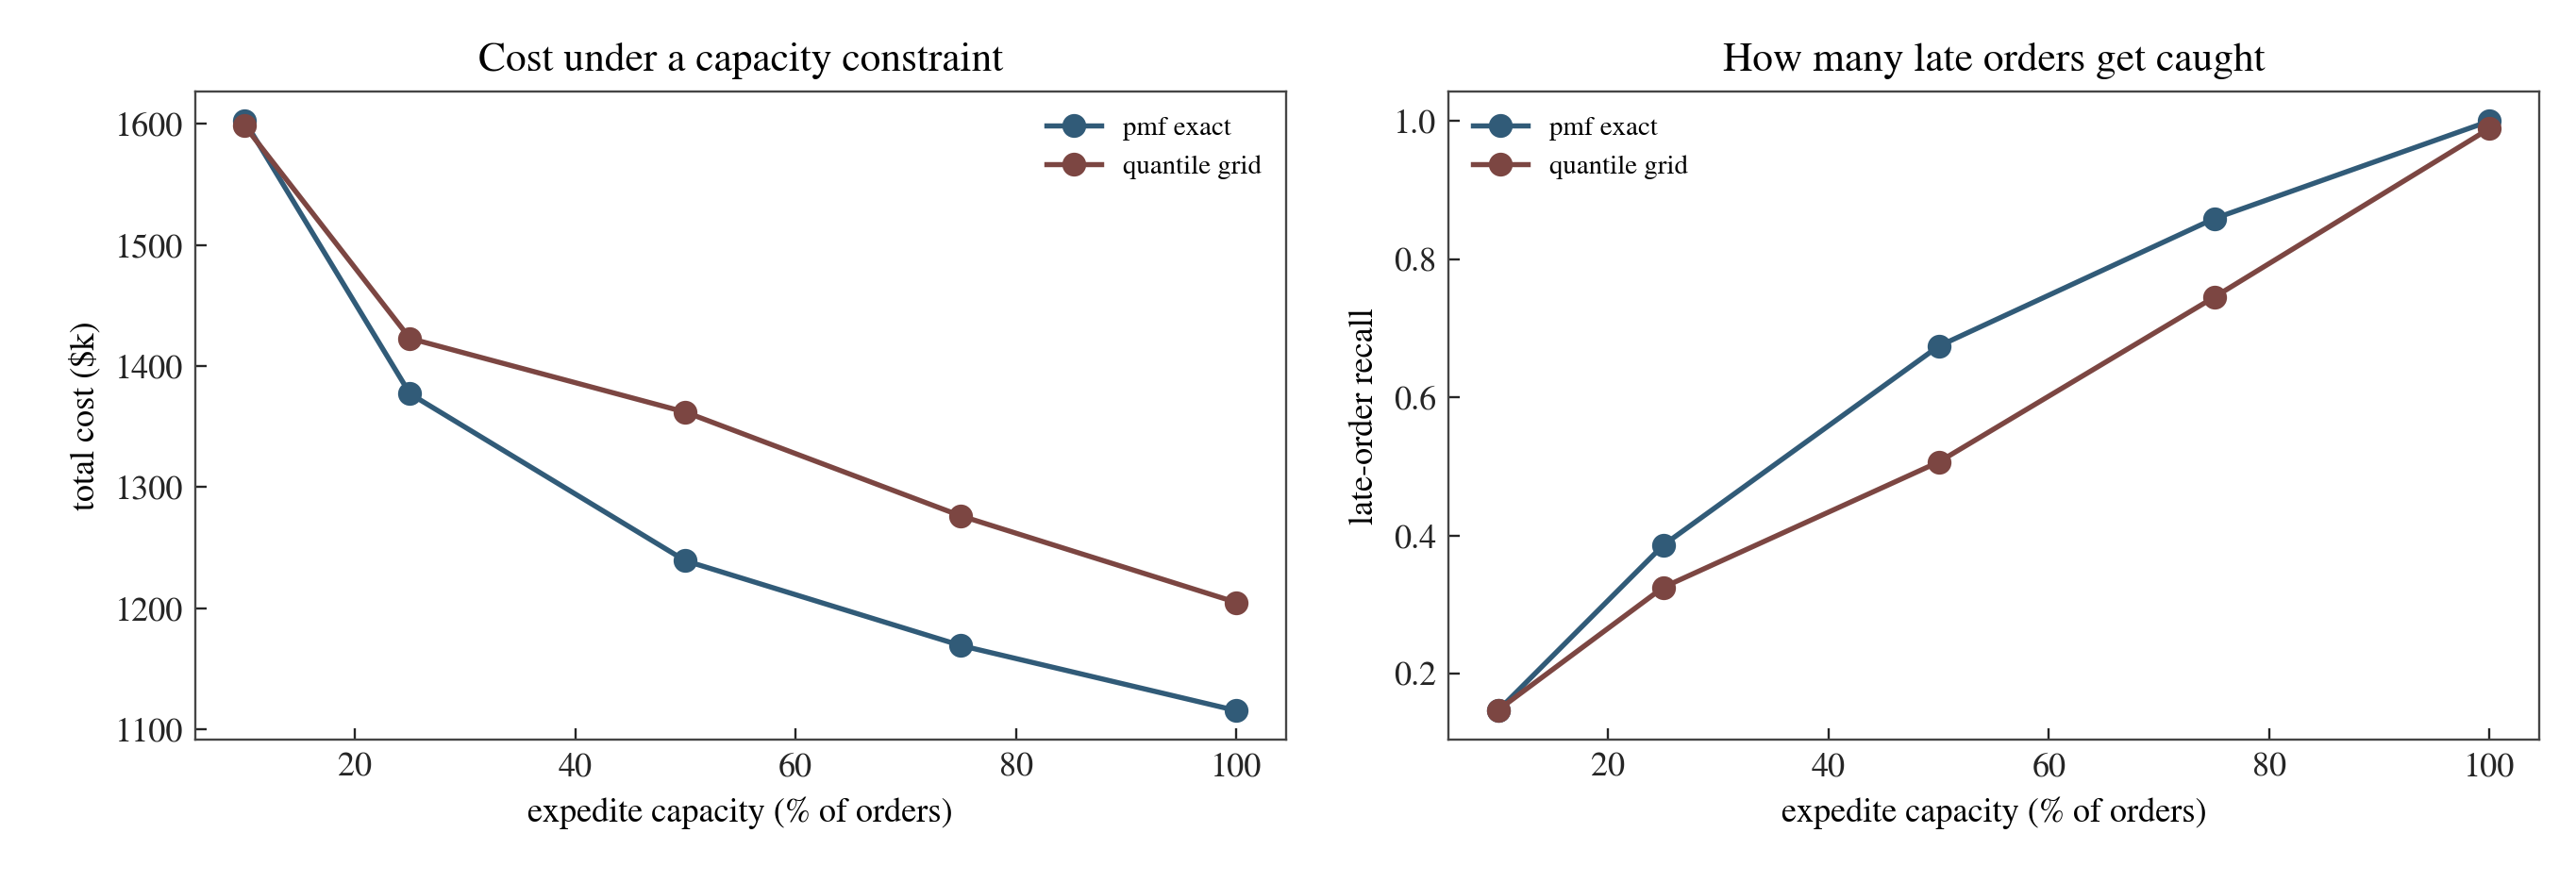 Cost under a capacity constraint
1600
1500
1400
1300
1200
1100
total cost ($k)
pmf exact
quantile grid
20 40 60 80 100
expedite capacity (% of orders)
How many late orders get caught
1.0
0.8
0.6
0.4
0.2
late-order recall
pmf exact
quantile grid
20 40 60 80 100
expedite capacity (% of orders)